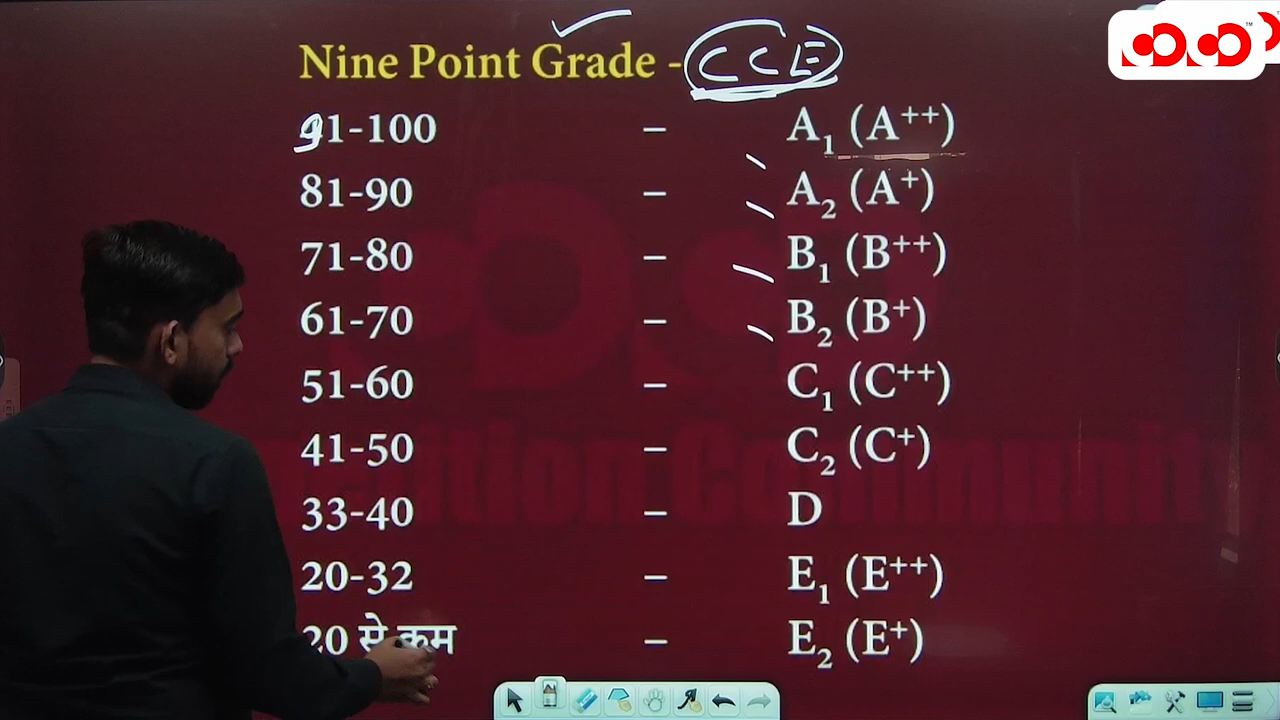 Nine Point Grade - CCE
91-100 – A₁ (A⁺⁺)
81-90 – A₂ (A⁺)
71-80 – B₁ (B⁺⁺)
61-70 – B₂ (B⁺)
51-60 – C₁ (C⁺⁺)
41-50 – C₂ (C⁺)
33-40 – D
20-32 – E₁ (E⁺⁺)
20 से कम – E₂ (E⁺)